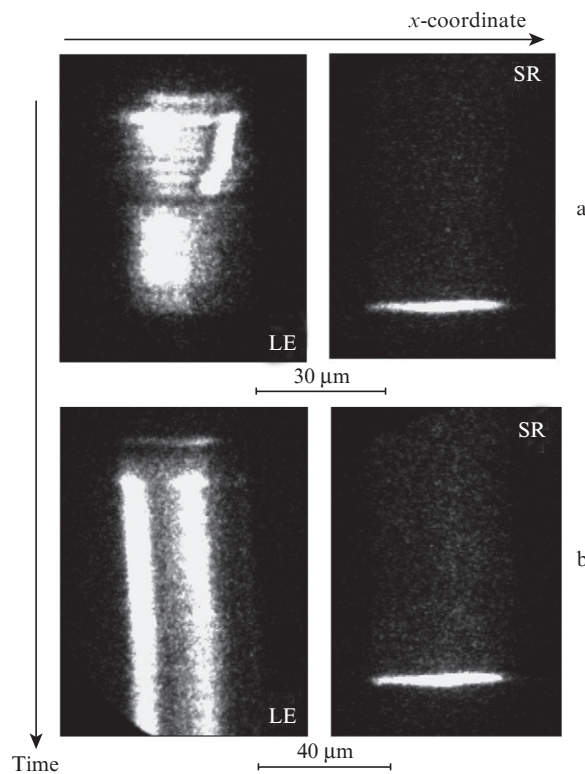 x-coordinate
SR
a
LE
30 μm
SR
b
LE
Time
40 μm